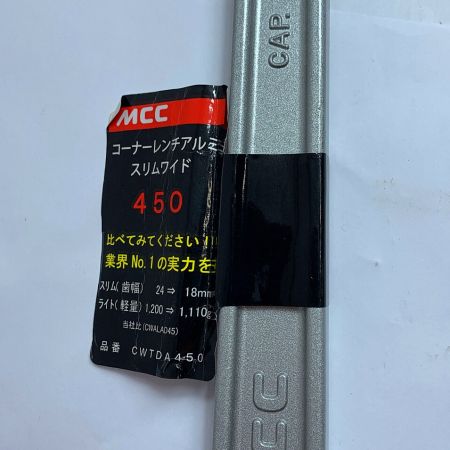 MCC
コーナーレンチアルミ
スリムワイド
450
比べてみてください!!
業界No.1の実力を
スリム(歯幅) 24⇒ 18mm
ライト(軽量) 1,200⇒ 1,110g
当社比(CWALAD45)
品番 CWTDA450
CAP.